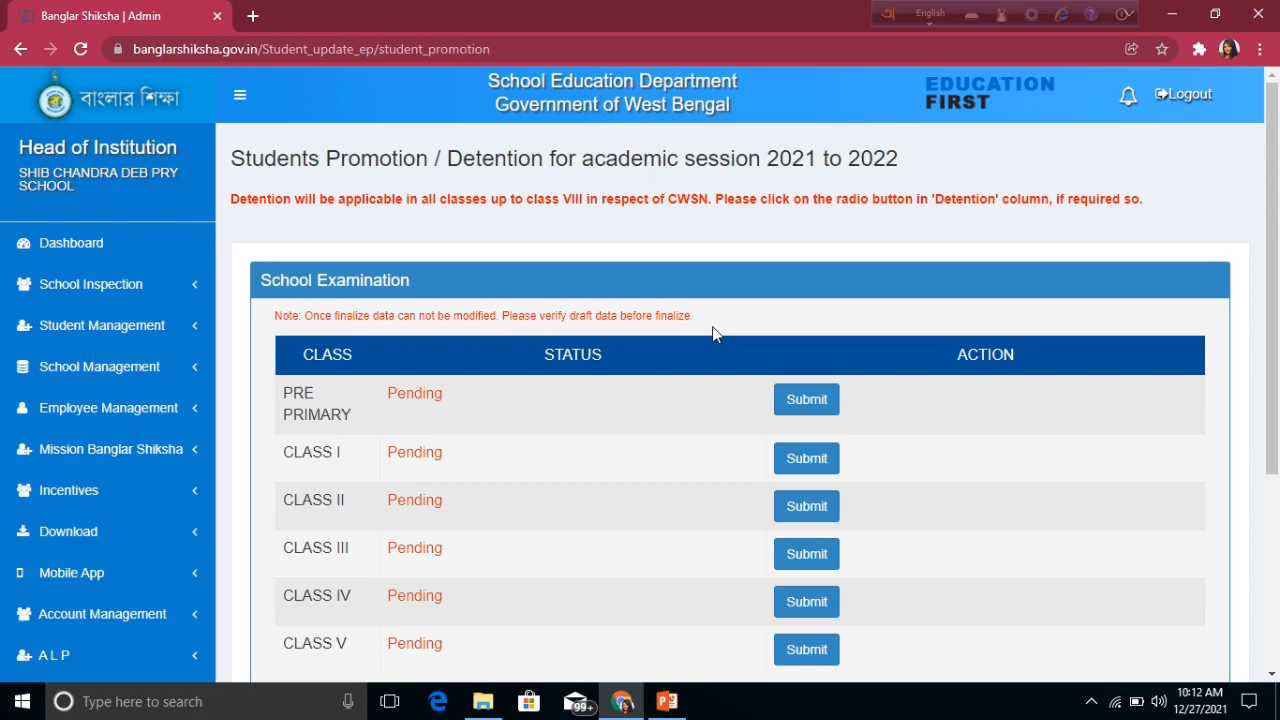 Banglar Shiksha | Admin
English
banglarshiksha.gov.in/Student_update_ep/student_promotion
বাংলার শিক্ষা
School Education Department
Government of West Bengal
EDUCATION
FIRST
Logout
Head of Institution
SHIB CHANDRA DEB PRY
SCHOOL
Dashboard
School Inspection
Student Management
School Management
Employee Management
Mission Banglar Shiksha
Incentives
Download
Mobile App
Account Management
A L P
Students Promotion / Detention for academic session 2021 to 2022
Detention will be applicable in all classes up to class VIII in respect of CWSN. Please click on the radio button in 'Detention' column, if required so.
School Examination
Note: Once finalize data can not be modified. Please verify draft data before finalize.
CLASS STATUS ACTION
PRE Pending Submit
PRIMARY
CLASS I Pending Submit
CLASS II Pending Submit
CLASS III Pending Submit
CLASS IV Pending Submit
CLASS V Pending Submit
Type here to search
99+
10:12 AM
12/27/2021